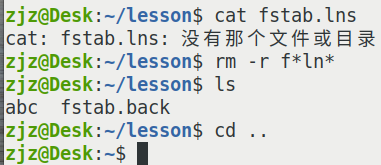 zjz@Desk:~/lesson$ cat fstab.lns
cat: fstab.lns: 没有那个文件或目录
zjz@Desk:~/lesson$ rm -r f*ln*
zjz@Desk:~/lesson$ ls
abc  fstab.back
zjz@Desk:~/lesson$ cd ..
zjz@Desk:~$